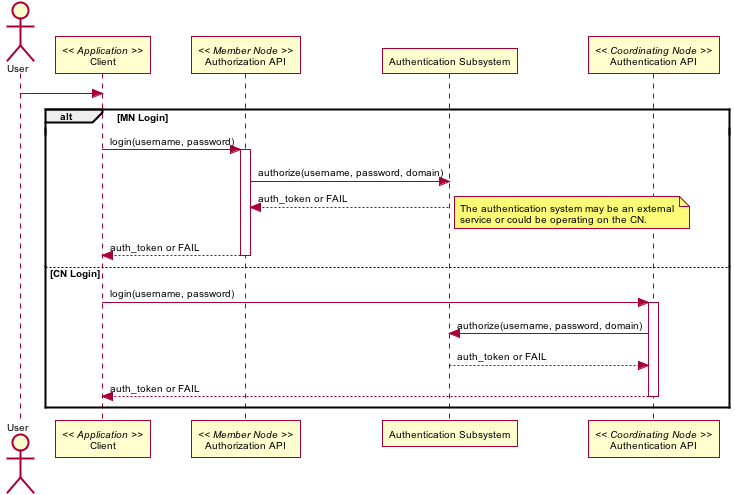 User
<< Application >>
Client
<< Member Node >>
Authorization API
Authentication Subsystem
<< Coordinating Node >>
Authentication API
alt
[MN Login]
login(username, password)
authorize(username, password, domain)
auth_token or FAIL
The authentication system may be an external
service or could be operating on the CN.
auth_token or FAIL
[CN Login]
login(username, password)
authorize(username, password, domain)
auth_token or FAIL
auth_token or FAIL
User
<< Application >>
Client
<< Member Node >>
Authorization API
Authentication Subsystem
<< Coordinating Node >>
Authentication API